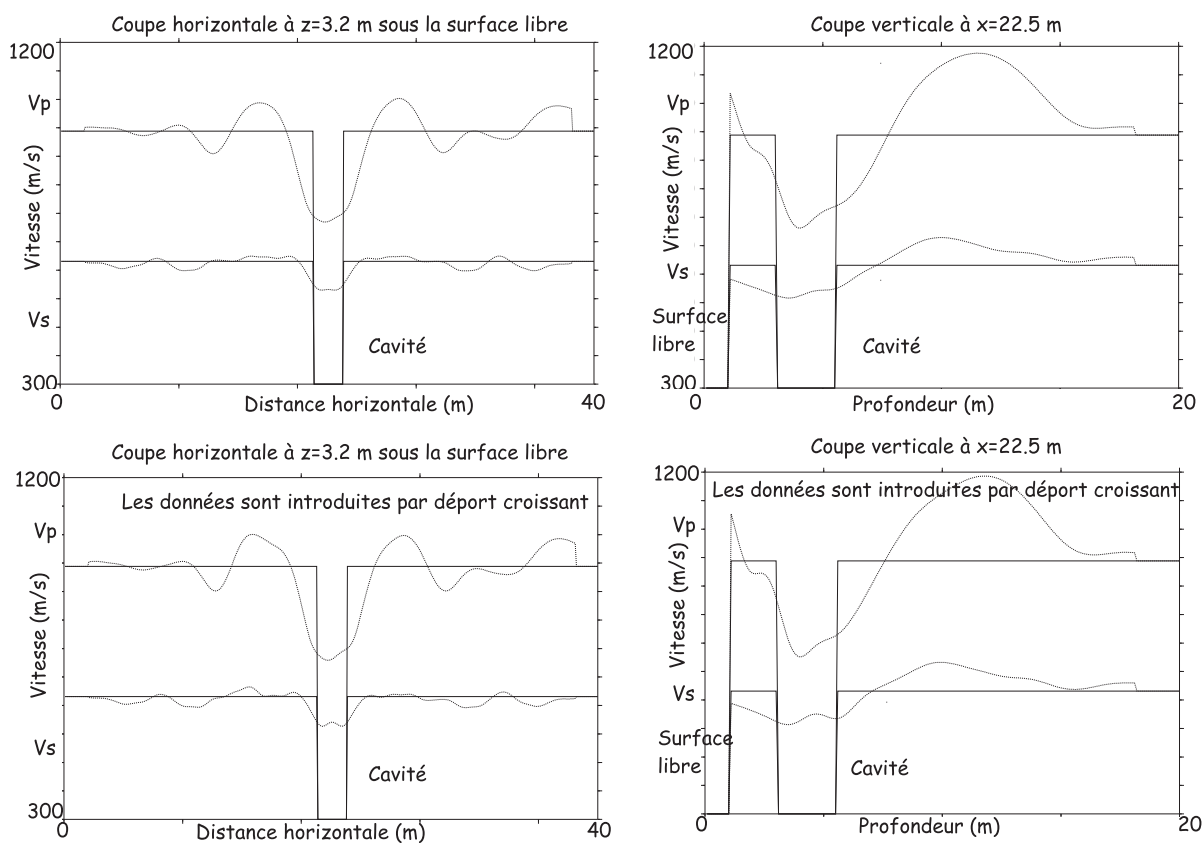 Coupe horizontale à z=3.2 m sous la surface libre
1200
Vp
Vitesse (m/s)
Vs
Cavité
300
0
Distance horizontale (m)
40
Coupe verticale à x=22.5 m
1200
Vp
Vitesse (m/s)
Vs
Surface
libre
Cavité
300
0
Profondeur (m)
20
Coupe horizontale à z=3.2 m sous la surface libre
1200
Les données sont introduites par déport croissant
Vp
Vitesse (m/s)
Vs
Cavité
300
0
Distance horizontale (m)
40
Coupe verticale à x=22.5 m
1200
Les données sont introduites par déport croissant
Vp
Vitesse (m/s)
Vs
Surface
libre
Cavité
300
0
Profondeur (m)
20